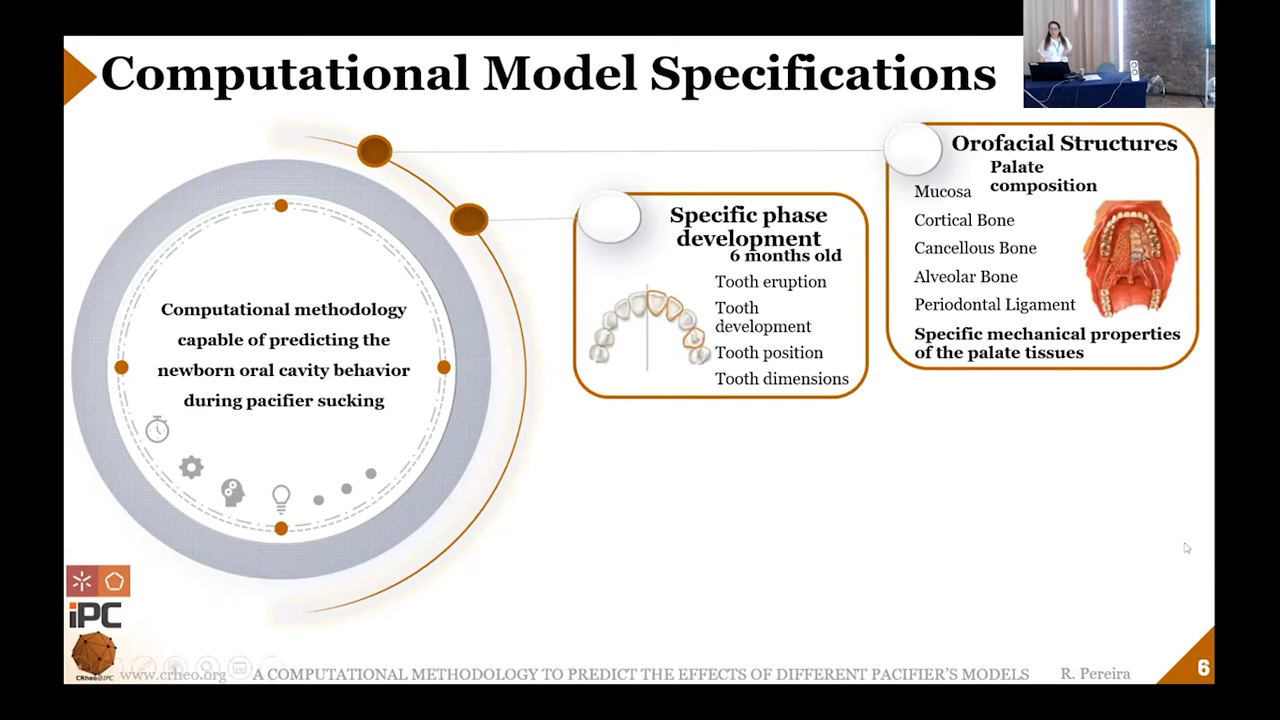 Computational Model Specifications
Orofacial Structures
Palate
composition
Mucosa
Cortical Bone
Cancellous Bone
Alveolar Bone
Periodontal Ligament
Specific mechanical properties
of the palate tissues
Specific phase
development
6 months old
Tooth eruption
Tooth
development
Tooth position
Tooth dimensions
Computational methodology
capable of predicting the
newborn oral cavity behavior
during pacifier sucking
iPC
CRheo@IPC
www.crheo.org
A COMPUTATIONAL METHODOLOGY TO PREDICT THE EFFECTS OF DIFFERENT PACIFIER'S MODELS
R. Pereira
6